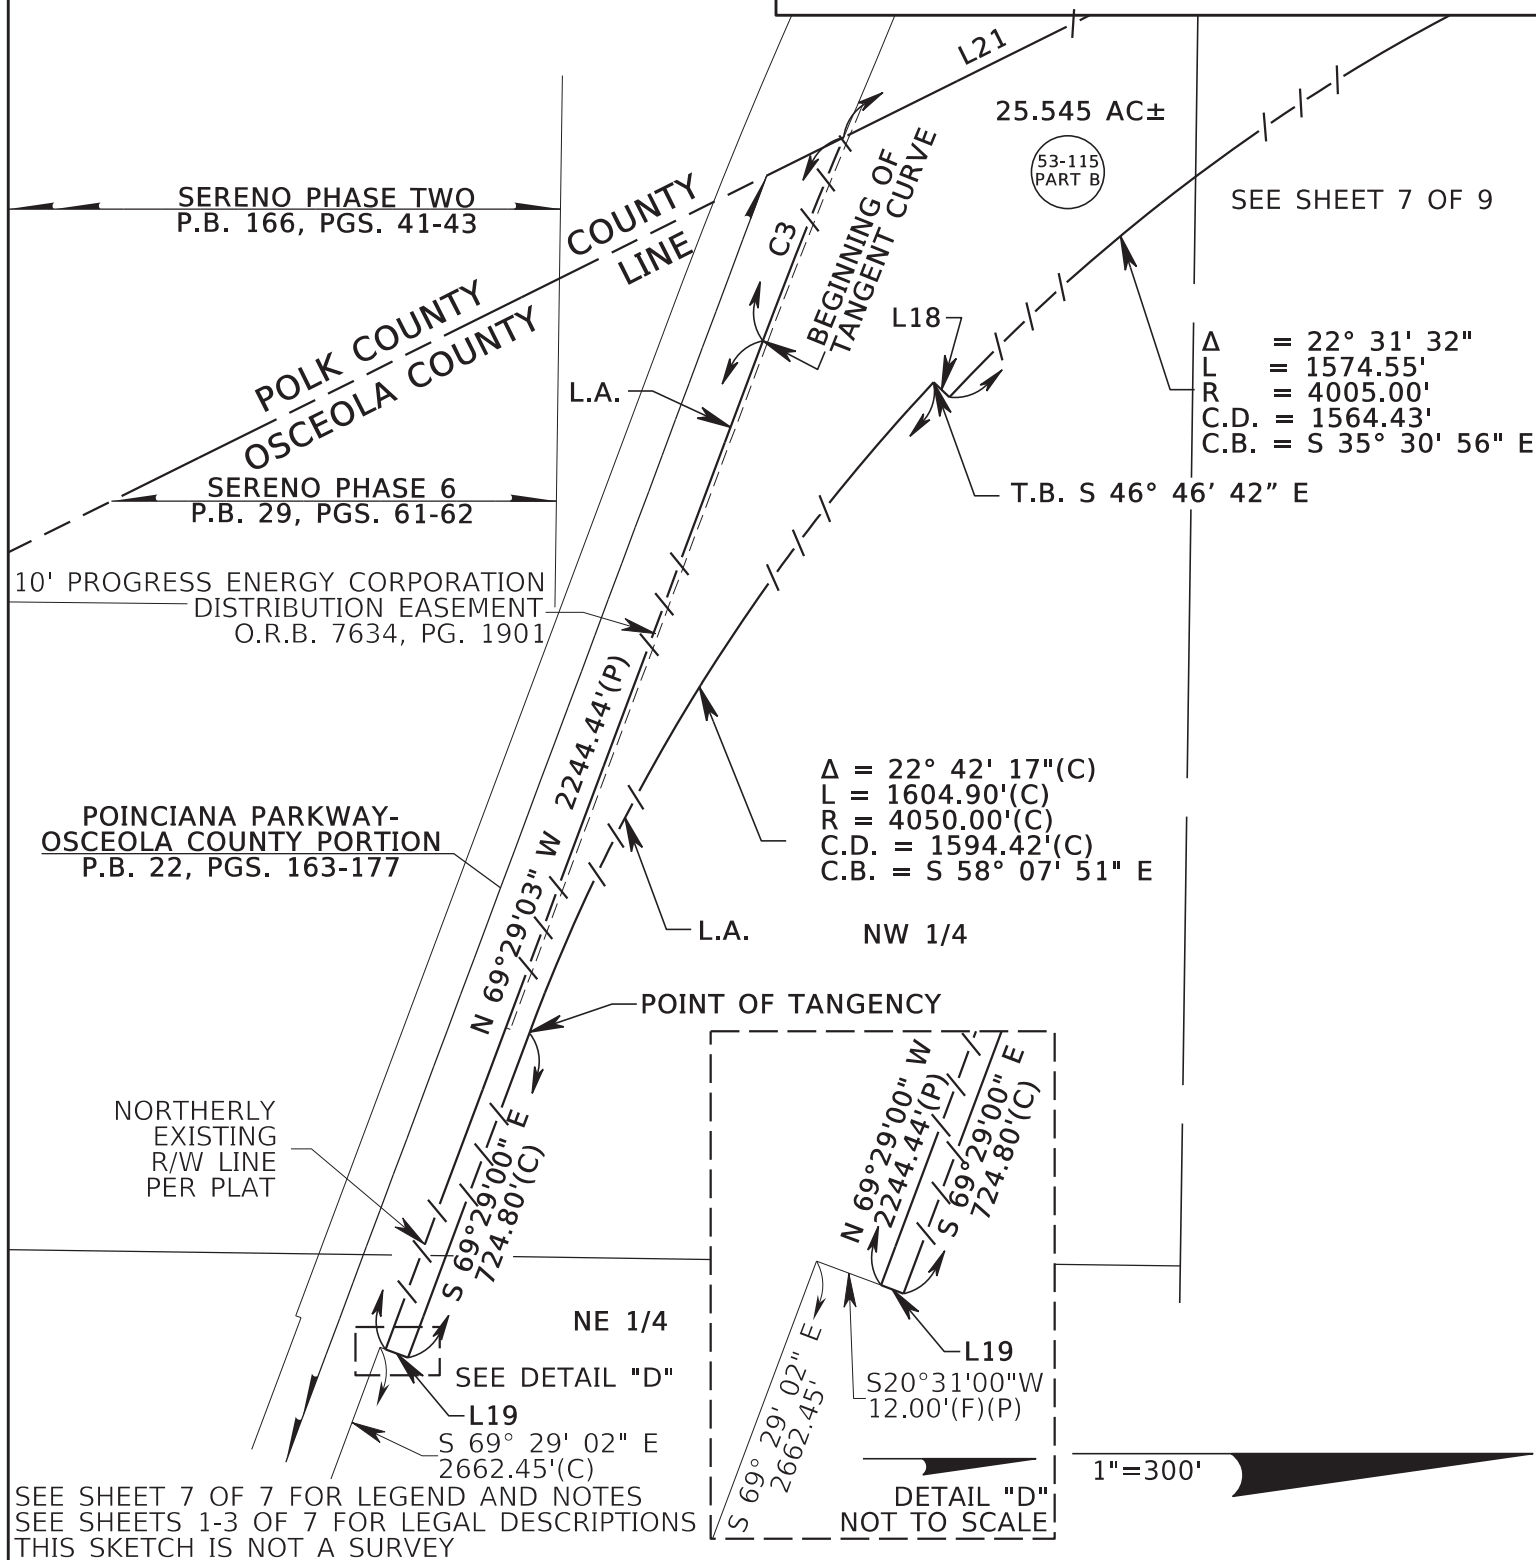 L21
25.545 AC±
53-115
PART B
SEE SHEET 7 OF 9
SERENO PHASE TWO
P.B. 166, PGS. 41-43
COUNTY
LINE
C3
BEGINNING OF
TANGENT CURVE
POLK COUNTY
OSCEOLA COUNTY
L18
Δ = 22° 31' 32"
L = 1574.55'
R = 4005.00'
C.D. = 1564.43'
C.B. = S 35° 30' 56" E
L.A.
SERENO PHASE 6
P.B. 29, PGS. 61-62
T.B. S 46° 46’ 42” E
10' PROGRESS ENERGY CORPORATION
DISTRIBUTION EASEMENT
O.R.B. 7634, PG. 1901
N 69°29'03" W 2244.44'(P)
Δ = 22° 42' 17"(C)
L = 1604.90'(C)
R = 4050.00'(C)
C.D. = 1594.42'(C)
C.B. = S 58° 07' 51" E
POINCIANA PARKWAY-
OSCEOLA COUNTY PORTION
P.B. 22, PGS. 163-177
L.A.
NW 1/4
POINT OF TANGENCY
NORTHERLY
EXISTING
R/W LINE
PER PLAT
S 69°29'00" E
724.80'(C)
N 69°29'00" W
2244.44'(P)
S 69°29'00" E
724.80'(C)
NE 1/4
SEE DETAIL "D"
L19
S 69° 29' 02" E
2662.45'(C)
L19
S20°31'00"W
12.00'(F)(P)
S 69° 29' 02" E
2662.45'
DETAIL "D"
NOT TO SCALE
1"=300'
SEE SHEET 7 OF 7 FOR LEGEND AND NOTES
SEE SHEETS 1-3 OF 7 FOR LEGAL DESCRIPTIONS
THIS SKETCH IS NOT A SURVEY